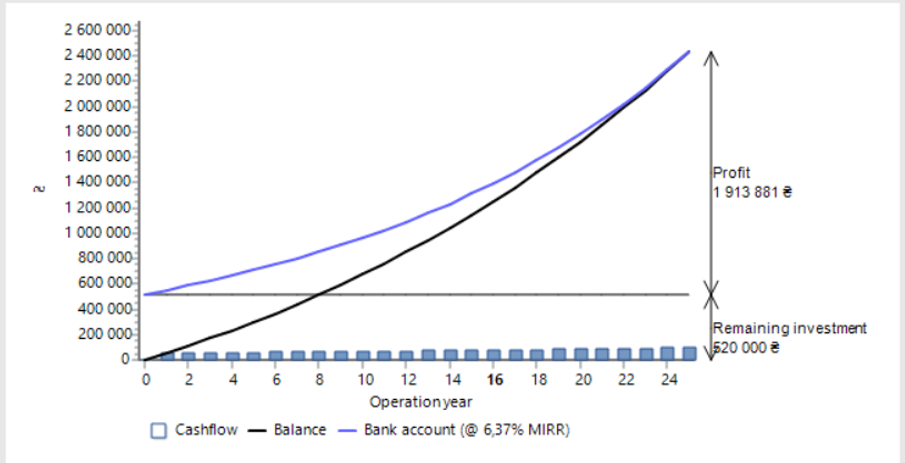 2 600 000
2 400 000
2 200 000
2 000 000
1 800 000
1 600 000
1 400 000
1 200 000
1 000 000
800 000
600 000
400 000
200 000
0
₴
Profit
1 913 881 ₴
Remaining investment
520 000 ₴
0 2 4 6 8 10 12 14 16 18 20 22 24
Operation year
Cashflow Balance Bank account (@ 6,37% MIRR)